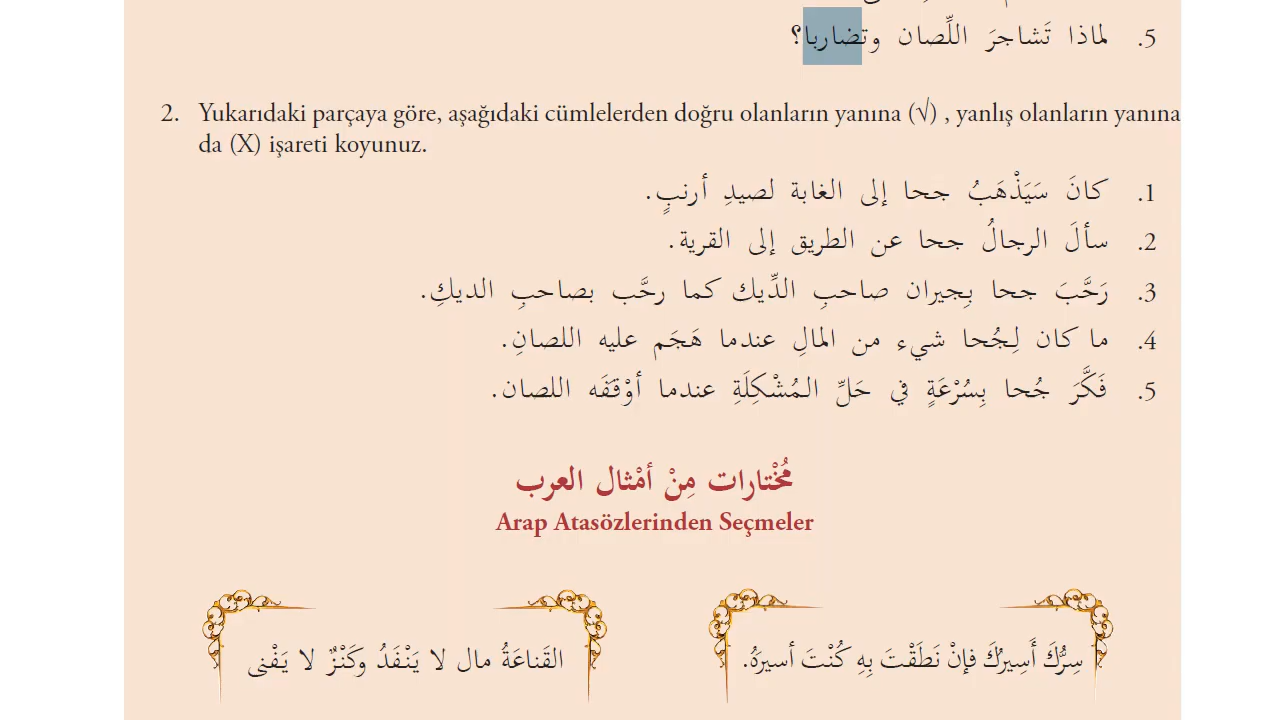 5. لماذا تَشاجرَ اللِّصان وتضاربا؟
2. Yukarıdaki parçaya göre, aşağıdaki cümlelerden doğru olanların yanına (√) , yanlış olanların yanına
da (X) işareti koyunuz.
1. كانَ سَيَذْهَبُ جحا إلى الغابة لصيدِ أرنبٍ.
2. سألَ الرجالُ جحا عن الطريق إلى القرية.
3. رَحَّبَ جحا بِجيران صاحبِ الدِّيك كما رحَّب بصاحبِ الديكِ.
4. ما كان لِجُحا شيء من المالِ عندما هَجَم عليه اللصانِ.
5. فَكَّرَ جُحا بِسُرْعَةٍ في حَلِّ المُشْكِلَةِ عندما أوْقَفَه اللصان.
مُخْتارات مِنْ أمْثال العرب
Arap Atasözlerinden Seçmeler
سِرُّكَ أَسِيرُكَ فإنْ نَطَقْتَ بِهِ كُنْتَ أسيرَهُ.
القَناعَةُ مال لا يَنْفَدُ وكَنْزٌ لا يَفْنى